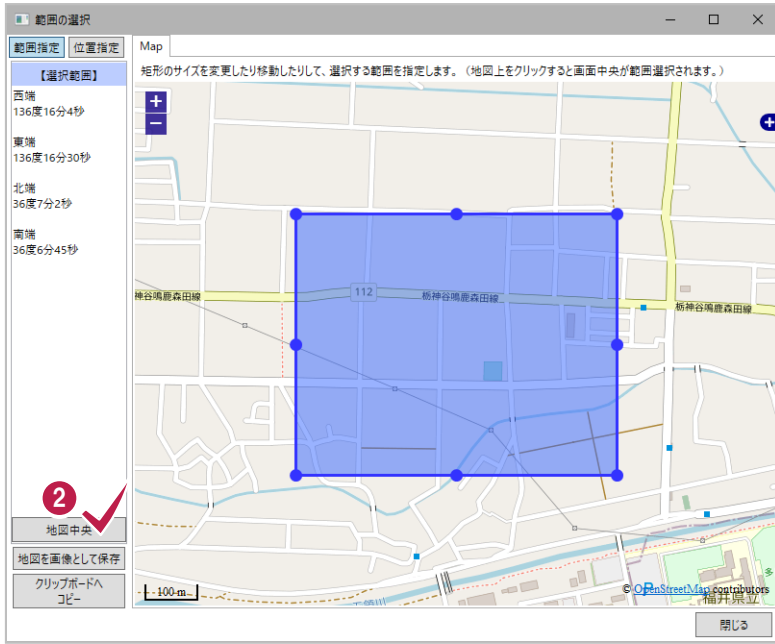 範囲の選択
範囲指定 位置指定
Map
【選択範囲】
矩形のサイズを変更したり移動したりして、選択する範囲を指定します。（地図上をクリックすると画面中央が範囲選択されます。）
西端
136度16分4秒
東端
136度16分30秒
北端
36度7分2秒
南端
36度6分45秒
+
−
112
神谷鳴鹿森田線
栃神谷鳴鹿森田線
栃神谷鳴鹿森田線
2
地図中央
地図を画像として保存
クリップボードへ
コピー
100 m
© OpenStreetMap contributors
福井県立
多
閉じる